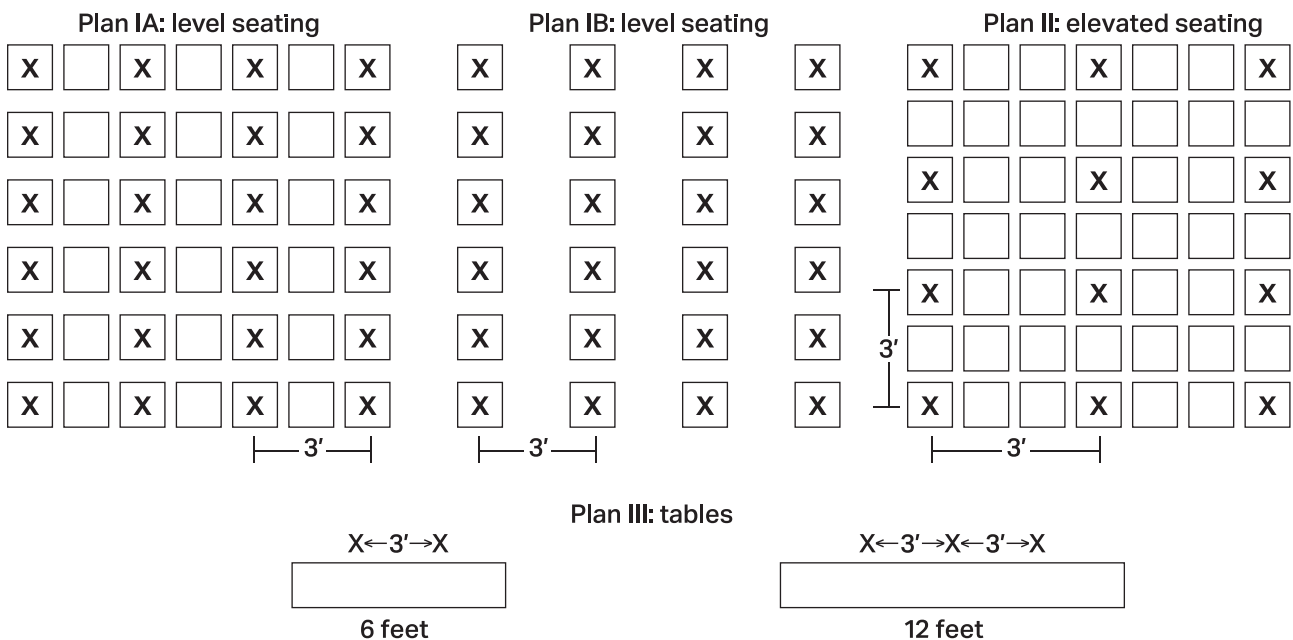 Plan IA: level seating Plan IB: level seating Plan II: elevated seating
X X X X X X X X X X X
X X X X X X X X
X X X X X X X X X X X
X X X X X X X X
X X X X X X X X X X X
3′
X X X X X X X X
X X X X X X X X X X X
3′ 3′ 3′
Plan III: tables
X←3′→X X←3′→X←3′→X
6 feet 12 feet